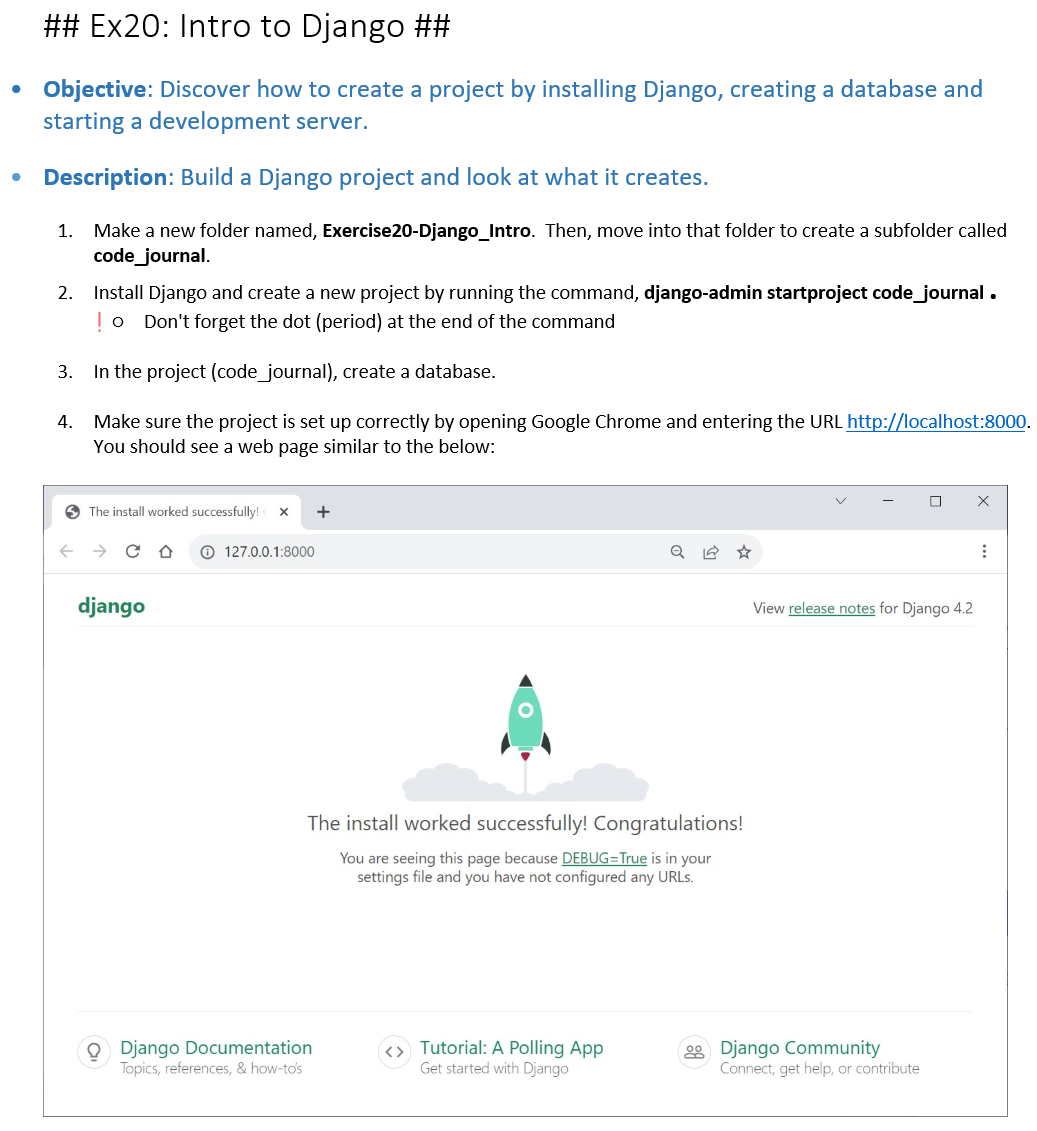 ## Ex20: Intro to Django ##
• Objective: Discover how to create a project by installing Django, creating a database and
starting a development server.
• Description: Build a Django project and look at what it creates.
1. Make a new folder named, Exercise20-Django_Intro. Then, move into that folder to create a subfolder called
code_journal.
2. Install Django and create a new project by running the command, django-admin startproject code_journal .
! o Don't forget the dot (period) at the end of the command
3. In the project (code_journal), create a database.
4. Make sure the project is set up correctly by opening Google Chrome and entering the URL http://localhost:8000.
You should see a web page similar to the below:
The install worked successfully!
127.0.0.1:8000
django
View release notes for Django 4.2
The install worked successfully! Congratulations!
You are seeing this page because DEBUG=True is in your
settings file and you have not configured any URLs.
Django Documentation
Topics, references, & how-to's
Tutorial: A Polling App
Get started with Django
Django Community
Connect, get help, or contribute